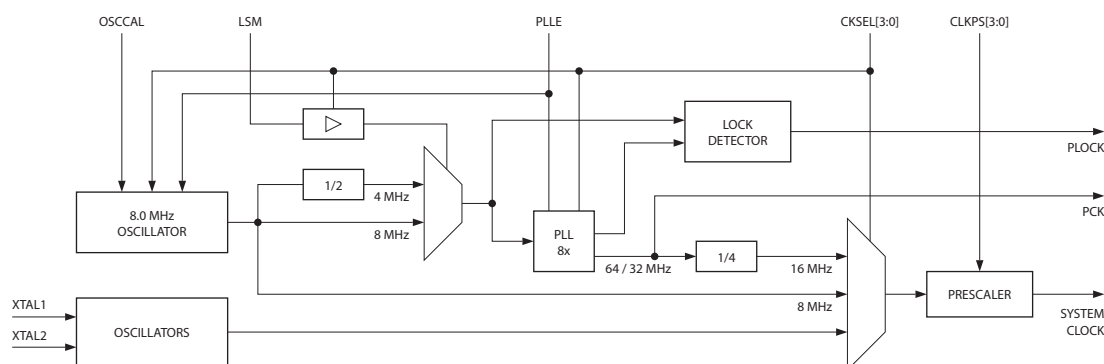 OSCCAL
LSM
PLLE
CKSEL[3:0]
CLKPS[3:0]
LOCK
DETECTOR
PLOCK
1/2
4 MHz
8.0 MHz
OSCILLATOR
8 MHz
PCK
PLL
8x
64 / 32 MHz
1/4
16 MHz
8 MHz
PRESCALER
SYSTEM
CLOCK
XTAL1
XTAL2
OSCILLATORS